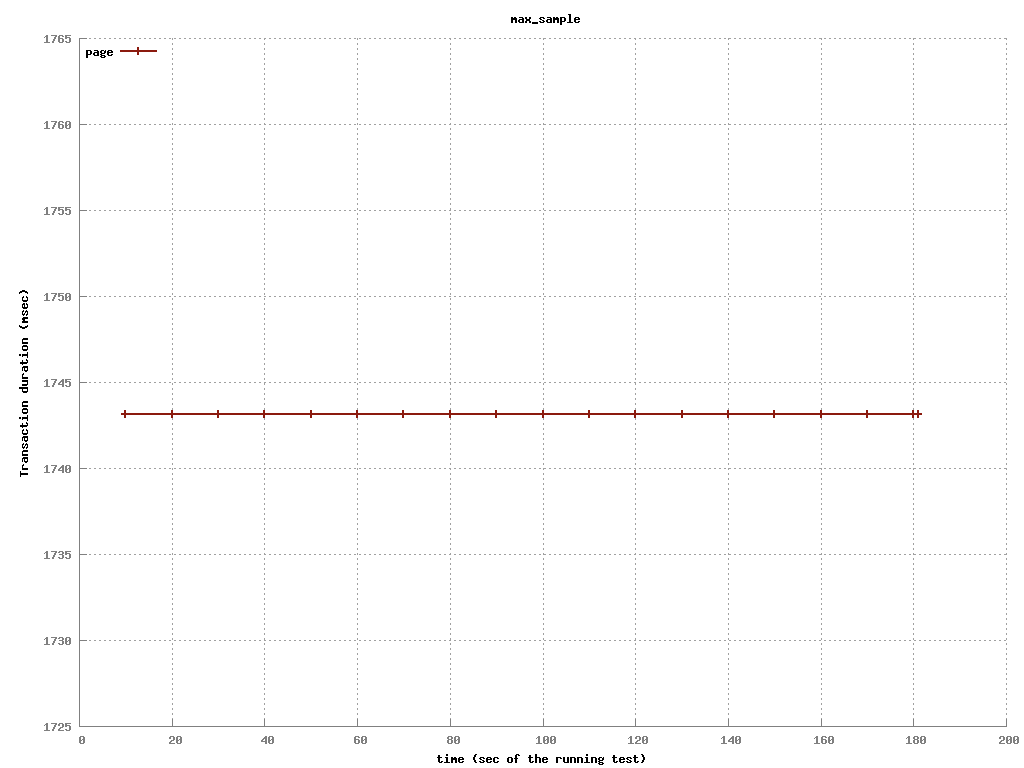 max_sample
page
1765
1760
1755
1750
1745
1740
1735
1730
1725
Transaction duration (msec)
0 20 40 60 80 100 120 140 160 180 200
time (sec of the running test)